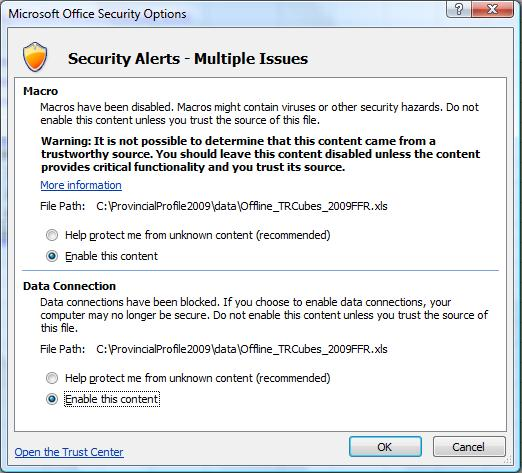 Microsoft Office Security Options
Security Alerts - Multiple Issues
Macro
Macros have been disabled. Macros might contain viruses or other security hazards. Do not
enable this content unless you trust the source of this file.
Warning: It is not possible to determine that this content came from a
trustworthy source. You should leave this content disabled unless the content
provides critical functionality and you trust its source.
More information
File Path: C:\ProvincialProfile2009\data\Offline_TRCubes_2009FFR.xls
Help protect me from unknown content (recommended)
Enable this content
Data Connection
Data connections have been blocked. If you choose to enable data connections, your
computer may no longer be secure. Do not enable this content unless you trust the source of
this file.
File Path: C:\ProvincialProfile2009\data\Offline_TRCubes_2009FFR.xls
Help protect me from unknown content (recommended)
Enable this content
Open the Trust Center
OK
Cancel